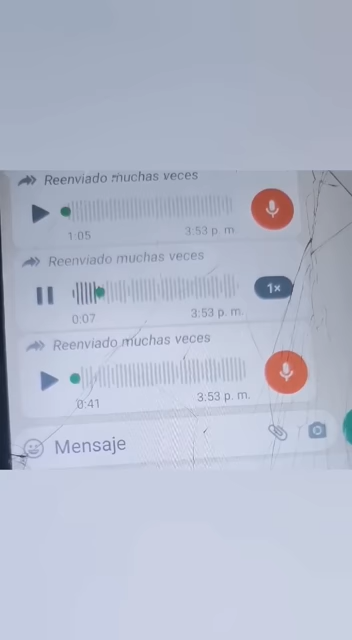 Reenviado muchas veces
1:05 3:53 p. m.
Reenviado muchas veces
1×
0:07 3:53 p. m.
Reenviado muchas veces
0:41 3:53 p. m.
Mensaje